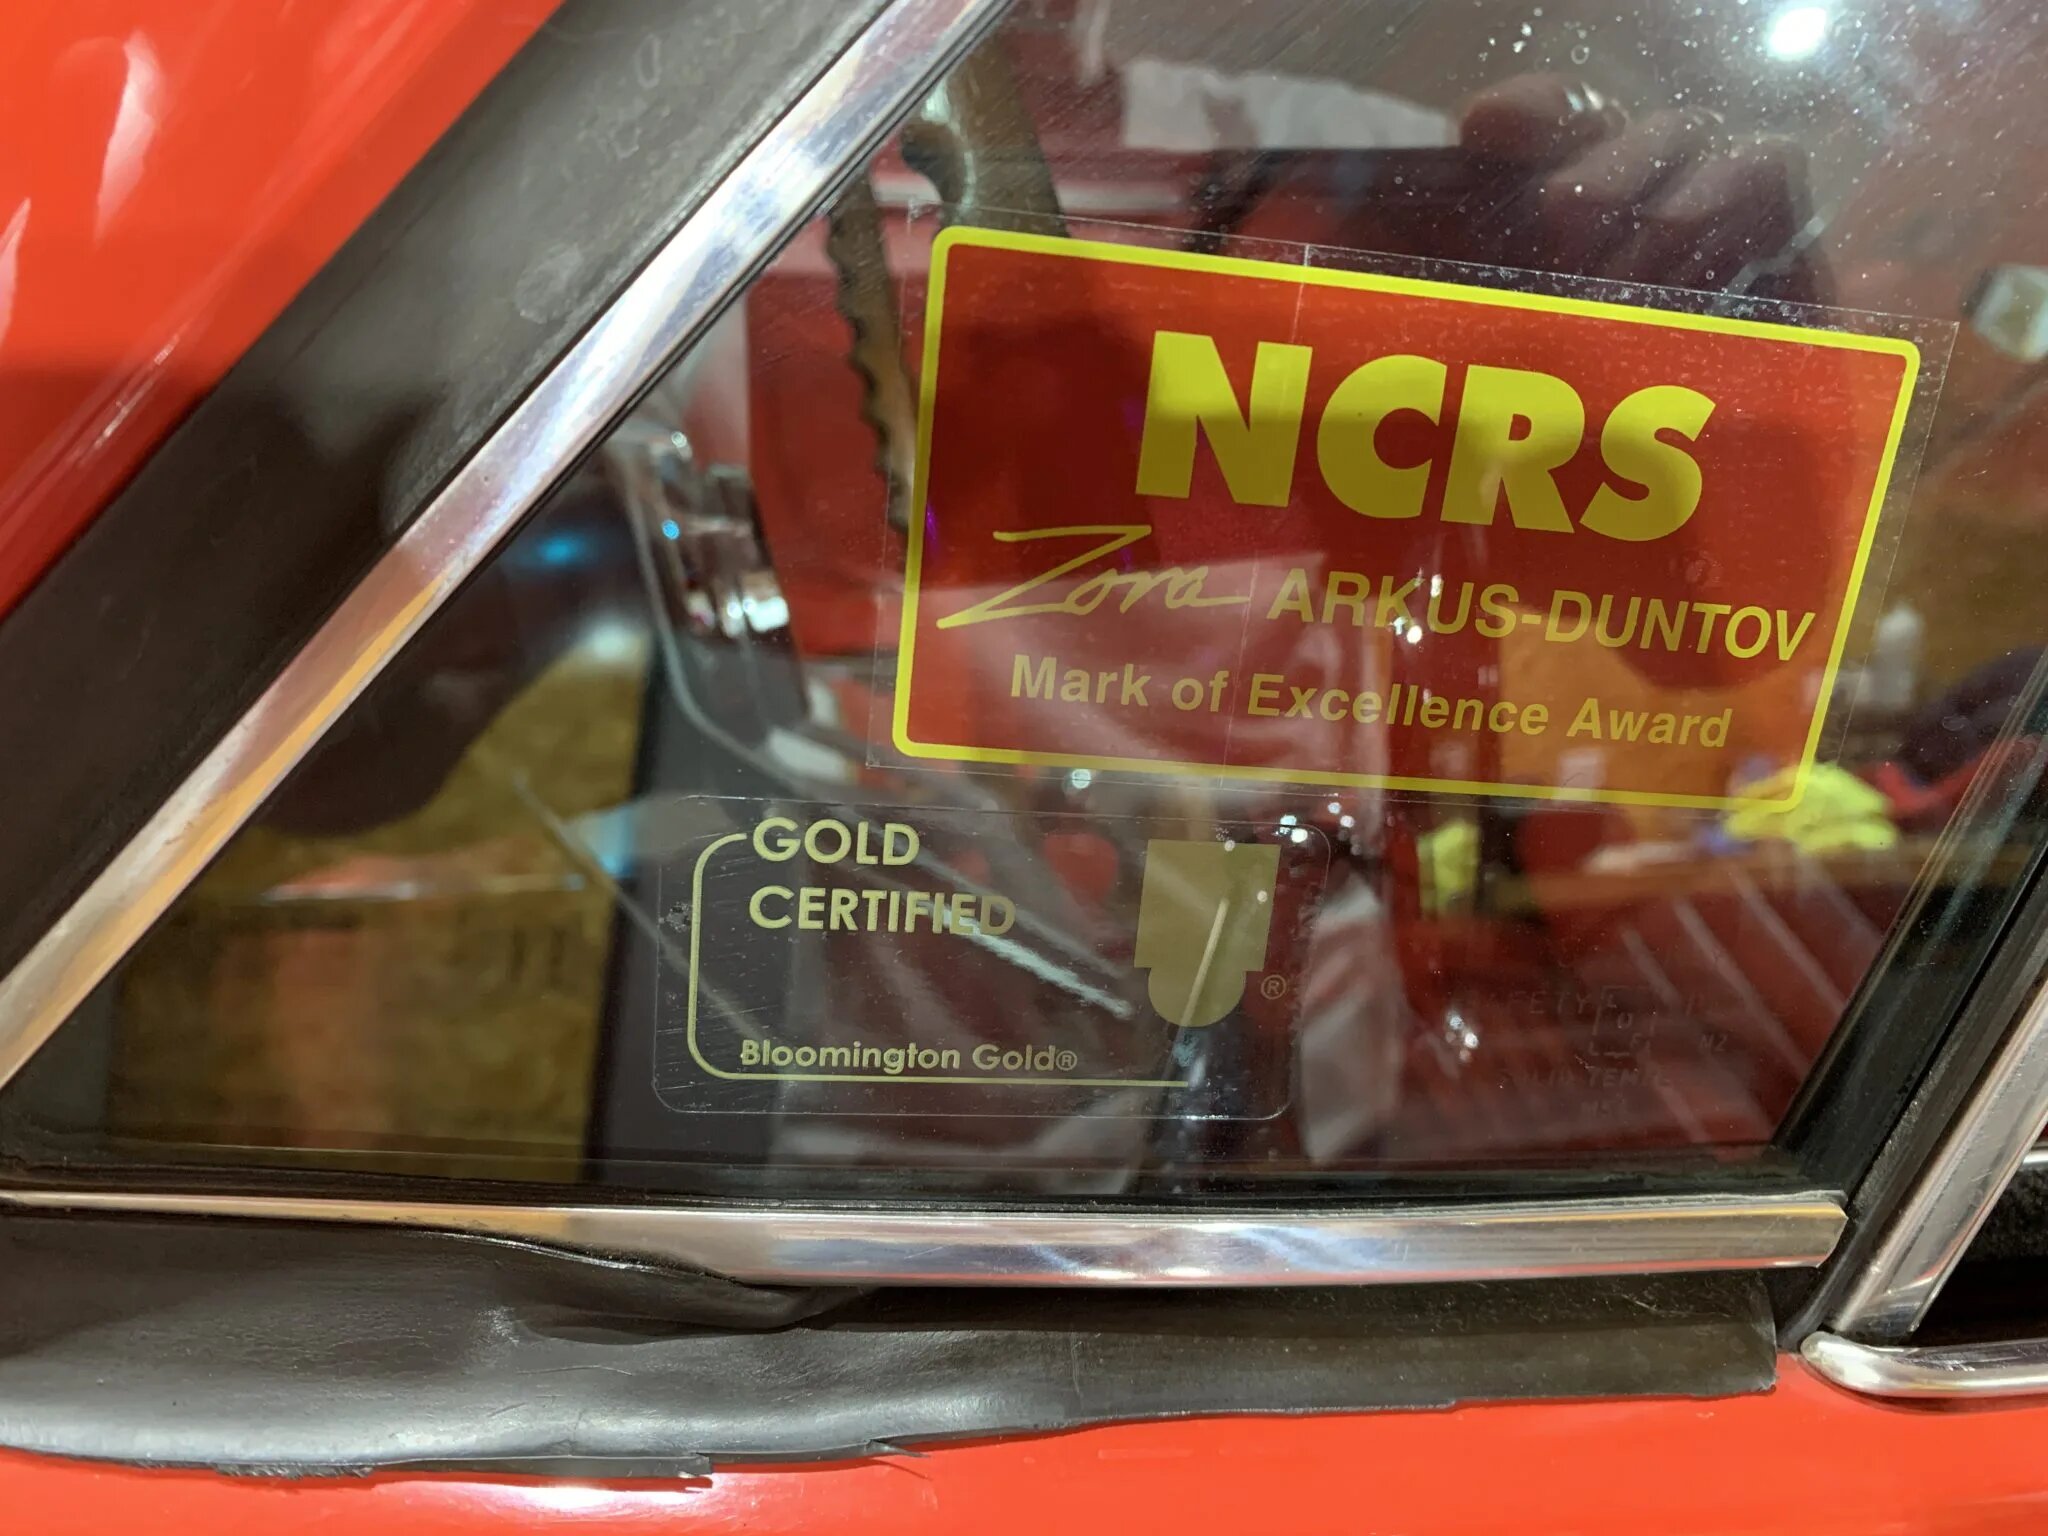 NCRS
Zora ARKUS-DUNTOV
Mark of Excellence Award
GOLD
CERTIFIED
®
Bloomington Gold®